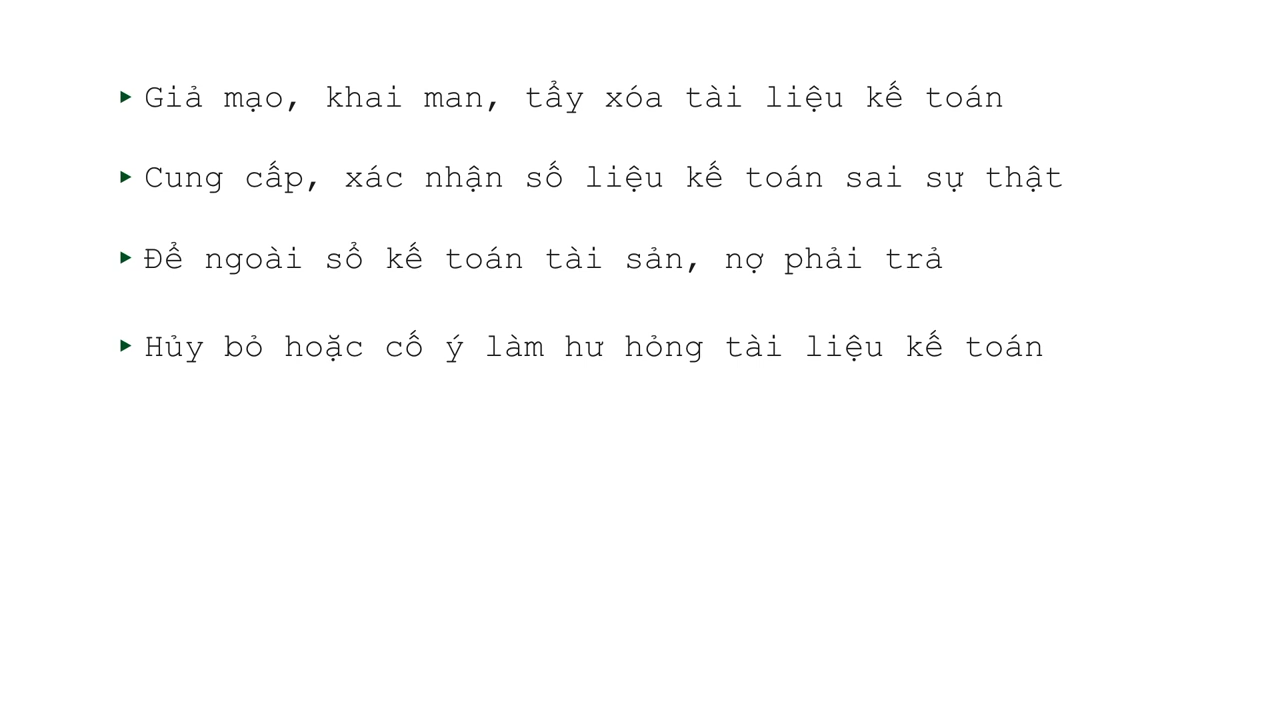 ▸ Giả mạo, khai man, tẩy xóa tài liệu kế toán
▸ Cung cấp, xác nhận số liệu kế toán sai sự thật
▸ Để ngoài sổ kế toán tài sản, nợ phải trả
▸ Hủy bỏ hoặc cố ý làm hư hỏng tài liệu kế toán